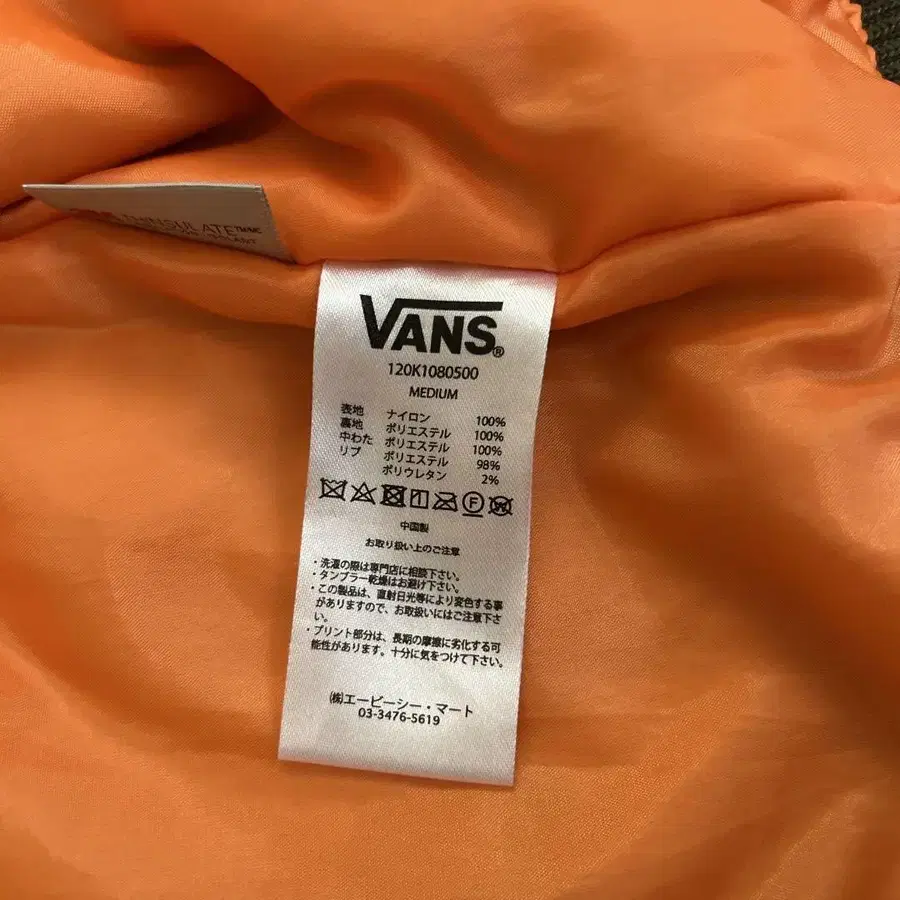 THINSULATE™/MC
VANS®
120K1080500
MEDIUM
表地 ナイロン 100%
裏地 ポリエステル 100%
中わた ポリエステル 100%
リブ ポリエステル 98%
ポリウレタン 2%
F
W
中国製
お取り扱い上のご注意
・洗濯の際は専門店に相談下さい。
・タンブラー乾燥はお避け下さい。
・この製品は、直射日光等により変色する事
がありますので、お取扱いにはご注意下さ
い。
・プリント部分は、長期の摩擦に劣化する可
能性があります。十分に気をつけて下さい。
㈱エービーシー・マート
03-3476-5619